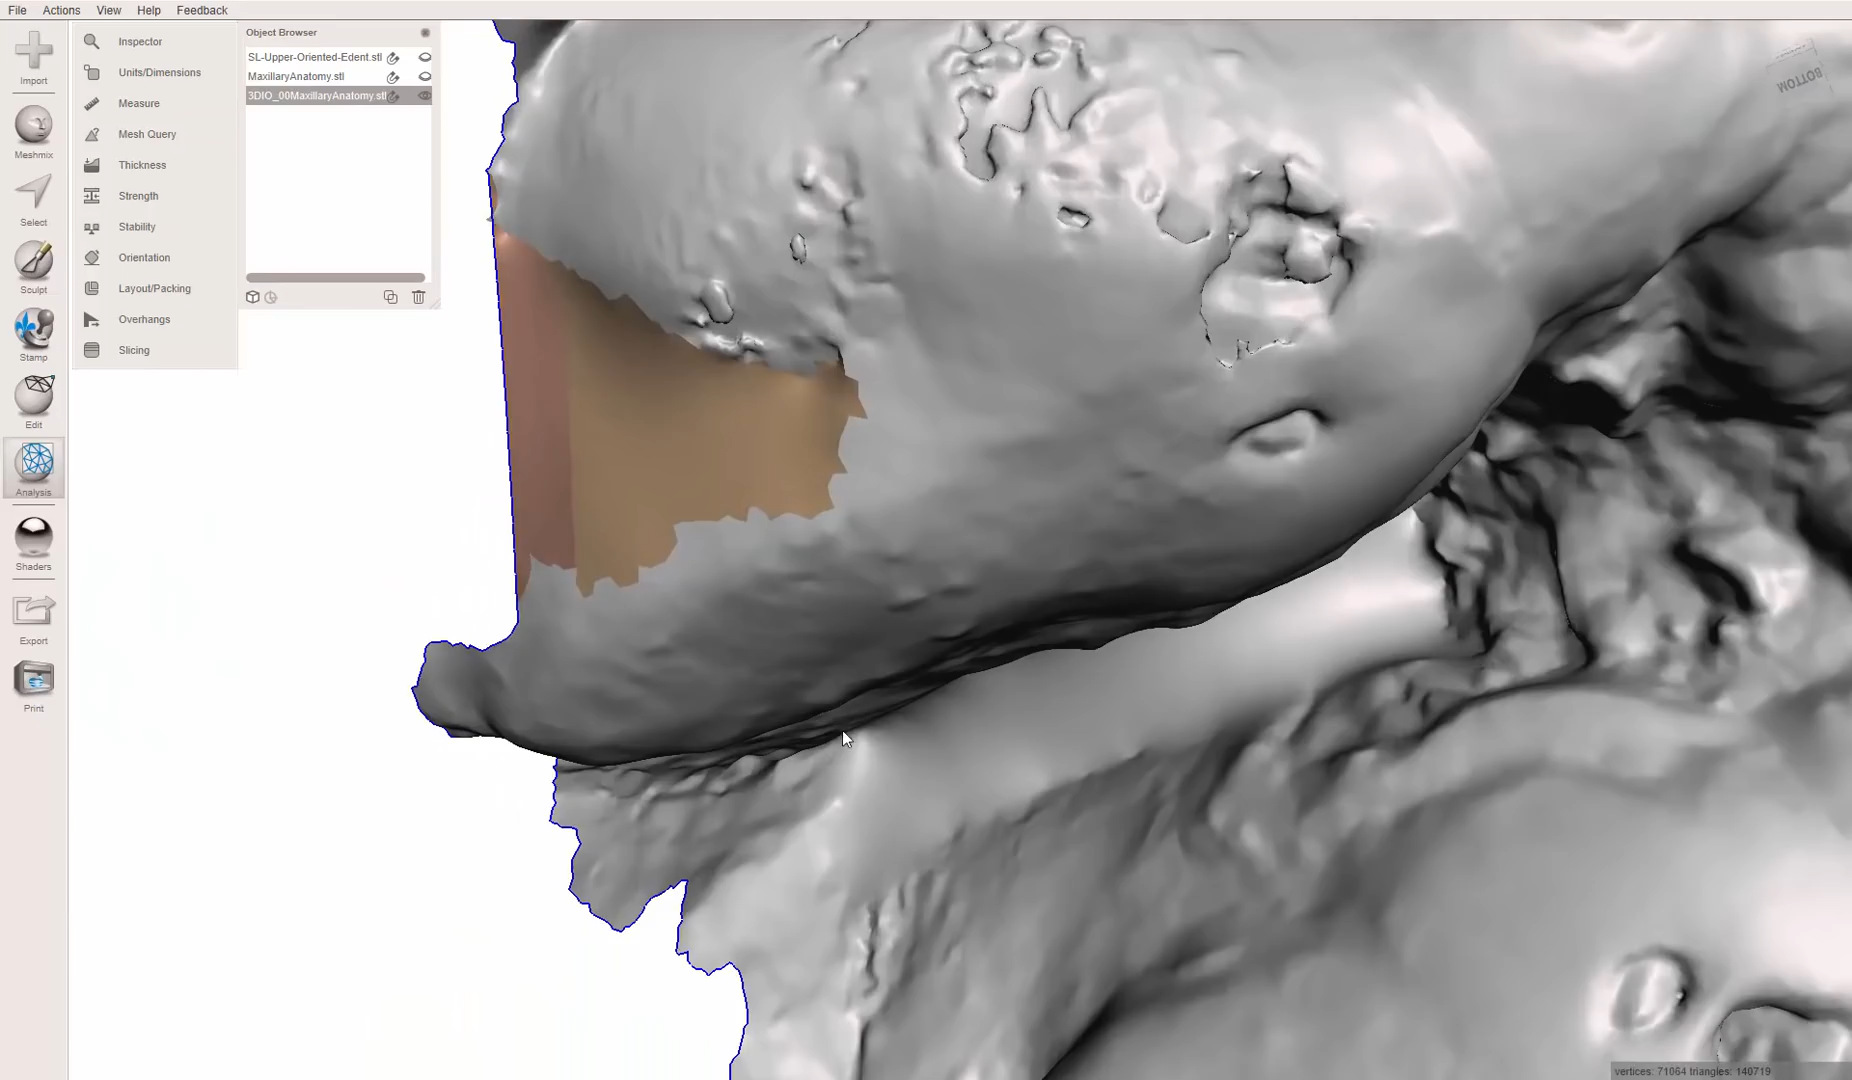 File Actions View Help Feedback
Import
Meshmix
Select
Sculpt
Stamp
Edit
Analysis
Shaders
Export
Print
Inspector
Units/Dimensions
Measure
Mesh Query
Thickness
Strength
Stability
Orientation
Layout/Packing
Overhangs
Slicing
Object Browser
SL-Upper-Oriented-Edent.stl
MaxillaryAnatomy.stl
3DIO_00MaxillaryAnatomy.stl
BOTTOM
vertices: 71064 triangles: 140719